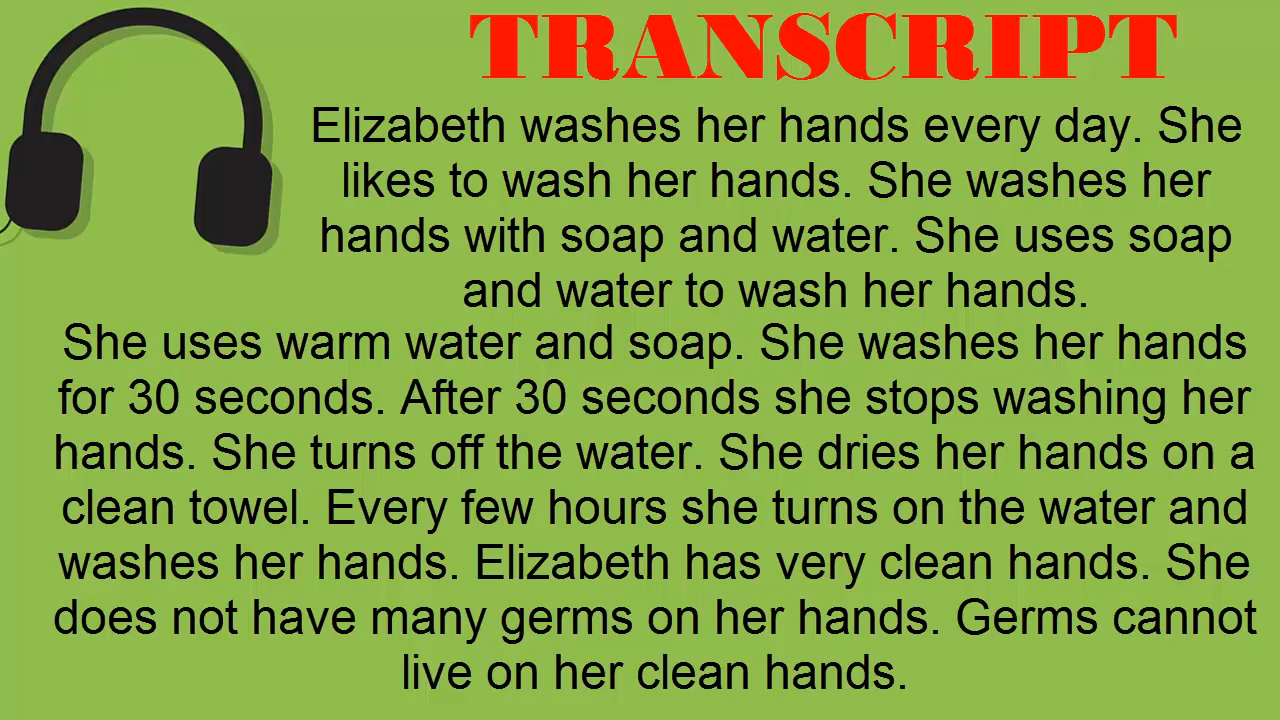 TRANSCRIPT
Elizabeth washes her hands every day. She
likes to wash her hands. She washes her
hands with soap and water. She uses soap
and water to wash her hands.
She uses warm water and soap. She washes her hands
for 30 seconds. After 30 seconds she stops washing her
hands. She turns off the water. She dries her hands on a
clean towel. Every few hours she turns on the water and
washes her hands. Elizabeth has very clean hands. She
does not have many germs on her hands. Germs cannot
live on her clean hands.